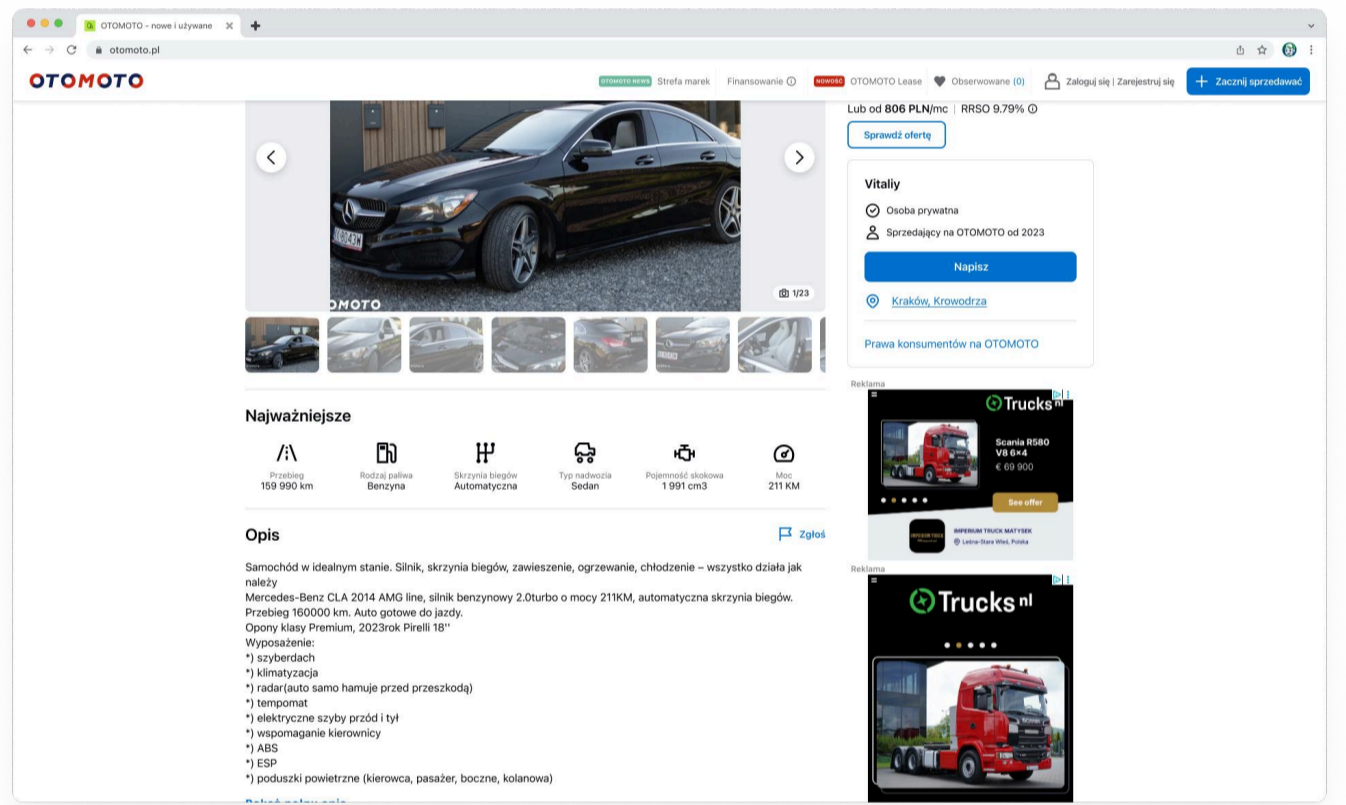 OTOMOTO - nowe i używane
otomoto.pl
OTOMOTO
OTOMOTO NEWS Strefa marek Finansowanie NOWOŚĆ OTOMOTO Lease Obserwowane (0) Zaloguj się | Zarejestruj się Zacznij sprzedawać
Lub od 806 PLN/mc | RRSO 9.79%
Sprawdź ofertę
OMOTO
1/23
Vitaliy
Osoba prywatna
Sprzedający na OTOMOTO od 2023
Napisz
Kraków, Krowodrza
Prawa konsumentów na OTOMOTO
Najważniejsze
Przebieg
159 990 km
Rodzaj paliwa
Benzyna
Skrzynia biegów
Automatyczna
Typ nadwozia
Sedan
Pojemność skokowa
1 991 cm3
Moc
211 KM
Opis
Zgłoś
Samochód w idealnym stanie. Silnik, skrzynia biegów, zawieszenie, ogrzewanie, chłodzenie – wszystko działa jak
należy
Mercedes-Benz CLA 2014 AMG line, silnik benzynowy 2.0turbo o mocy 211KM, automatyczna skrzynia biegów.
Przebieg 160000 km. Auto gotowe do jazdy.
Opony klasy Premium, 2023rok Pirelli 18''
Wyposażenie:
*) szyberdach
*) klimatyzacja
*) radar(auto samo hamuje przed przeszkodą)
*) tempomat
*) elektryczne szyby przód i tył
*) wspomaganie kierownicy
*) ABS
*) ESP
*) poduszki powietrzne (kierowca, pasażer, boczne, kolanowa)
Pokaż pełny opis
Reklama
Trucks nl
Scania R580
V8 6×4
€ 69 900
See offer
IMPERIUM TRUCK MATYSEK
Leśna-Stara Wieś, Polska
Reklama
Trucks nl